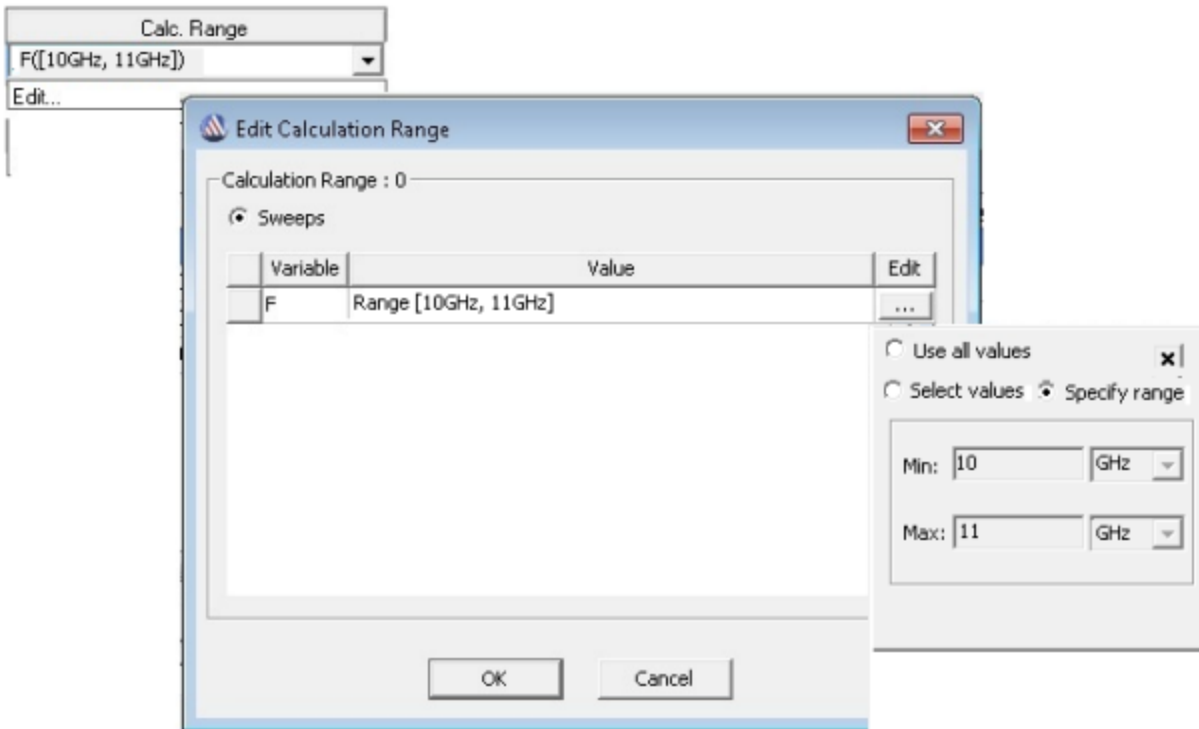 Calc. Range
F([10GHz, 11GHz])
Edit...
Edit Calculation Range
Calculation Range : 0
Sweeps
Variable Value Edit
F Range [10GHz, 11GHz] ...
Use all values
Select values Specify range
Min: 10 GHz
Max: 11 GHz
OK Cancel